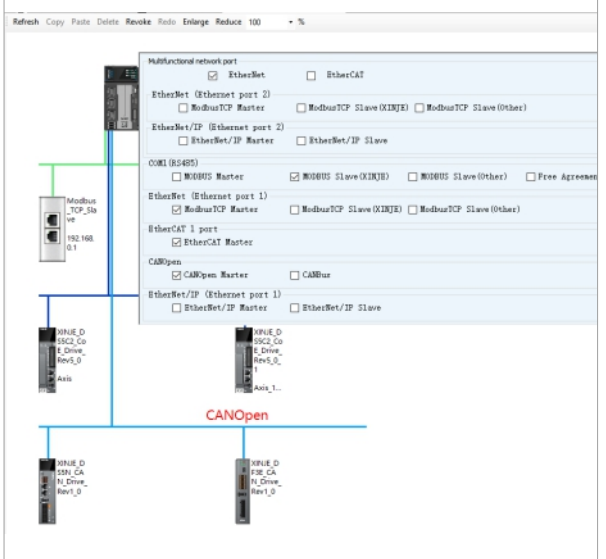 Refresh Copy Paste Delete Revoke Redo Enlarge Reduce 100 %
Multifunctional network port
EtherNet EtherCAT
EtherNet (Ethernet port 2)
ModbusTCP Master ModbusTCP Slave(XINJE) ModbusTCP Slave(Other)
EtherNet/IP (Ethernet port 2)
EtherNet/IP Master EtherNet/IP Slave
COM1(RS485)
MODBUS Master MODBUS Slave(XINJE) MODBUS Slave(Other) Free Agreemen
EtherNet (Ethernet port 1)
ModbusTCP Master ModbusTCP Slave(XINJE) ModbusTCP Slave(Other)
EtherCAT 1 port
EtherCAT Master
CANOpen
CANOpen Master CANBus
EtherNet/IP (Ethernet port 1)
EtherNet/IP Master EtherNet/IP Slave
Modbus
_TCP_Sla
ve
192.168.
0.1
XINJE_D
S5C2_Co
E_Drive_
Rev5_0
Axis
XINJE_D
S5C2_Co
E_Drive_
Rev5_0_
1
Axis_1...
CANOpen
XINJE_D
S5N_CA
N_Drive_
Rev1_0
XINJE_D
F3E_CA
N_Drive_
Rev1_0